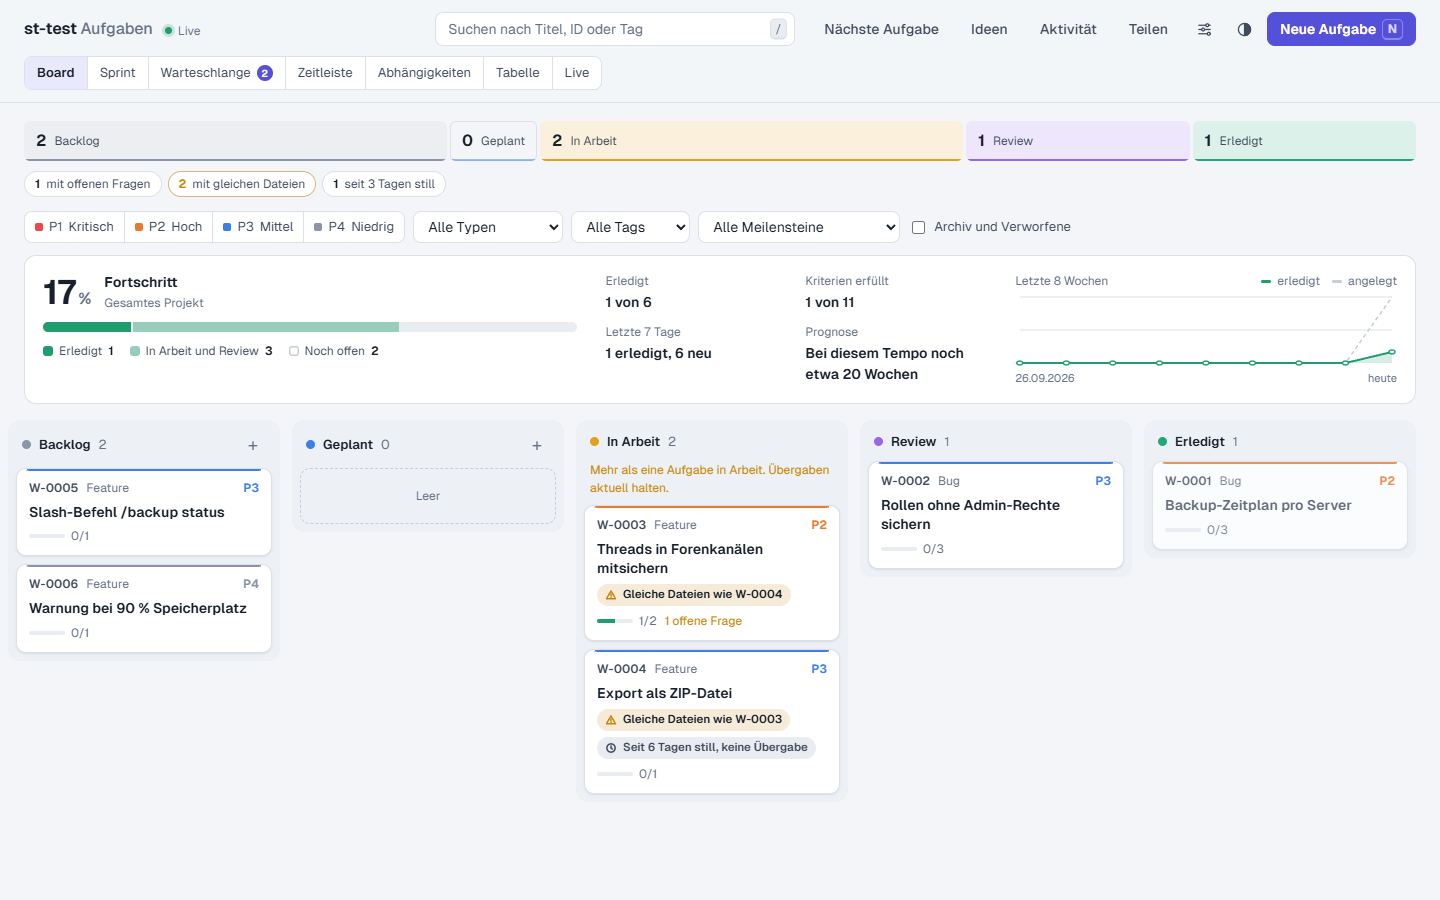 st-test Aufgaben Live
Suchen nach Titel, ID oder Tag /
Nächste Aufgabe Ideen Aktivität Teilen
Neue Aufgabe N
Board Sprint Warteschlange 2 Zeitleiste Abhängigkeiten Tabelle Live
2 Backlog
0 Geplant
2 In Arbeit
1 Review
1 Erledigt
1 mit offenen Fragen
2 mit gleichen Dateien
1 seit 3 Tagen still
P1 Kritisch P2 Hoch P3 Mittel P4 Niedrig
Alle Typen
Alle Tags
Alle Meilensteine
Archiv und Verworfene
17 %
Fortschritt
Gesamtes Projekt
Erledigt 1 In Arbeit und Review 3 Noch offen 2
Erledigt
1 von 6
Letzte 7 Tage
1 erledigt, 6 neu
Kriterien erfüllt
1 von 11
Prognose
Bei diesem Tempo noch
etwa 20 Wochen
Letzte 8 Wochen
erledigt angelegt
26.09.2026 heute
Backlog 2 +
W-0005 Feature P3
Slash-Befehl /backup status
0/1
W-0006 Feature P4
Warnung bei 90 % Speicherplatz
0/1
Geplant 0 +
Leer
In Arbeit 2
Mehr als eine Aufgabe in Arbeit. Übergaben
aktuell halten.
W-0003 Feature P2
Threads in Forenkanälen
mitsichern
Gleiche Dateien wie W-0004
1/2 1 offene Frage
W-0004 Feature P3
Export als ZIP-Datei
Gleiche Dateien wie W-0003
Seit 6 Tagen still, keine Übergabe
0/1
Review 1
W-0002 Bug P3
Rollen ohne Admin-Rechte
sichern
0/3
Erledigt 1
W-0001 Bug P2
Backup-Zeitplan pro Server
0/3